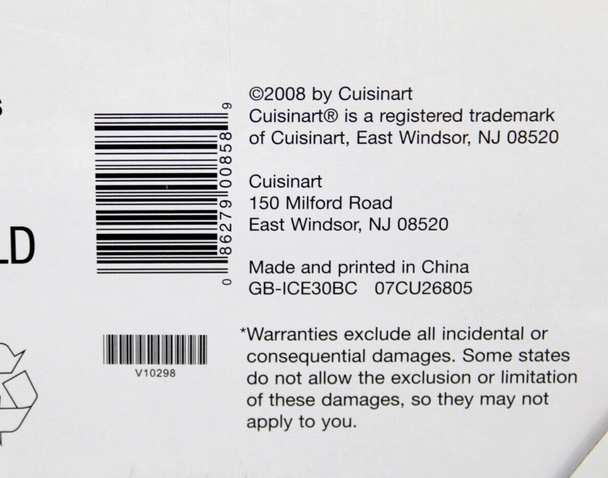 s
LD
0 86279 00858 9
V10298
©2008 by Cuisinart
Cuisinart® is a registered trademark
of Cuisinart, East Windsor, NJ 08520
Cuisinart
150 Milford Road
East Windsor, NJ 08520
Made and printed in China
GB-ICE30BC 07CU26805
*Warranties exclude all incidental or
consequential damages. Some states
do not allow the exclusion or limitation
of these damages, so they may not
apply to you.